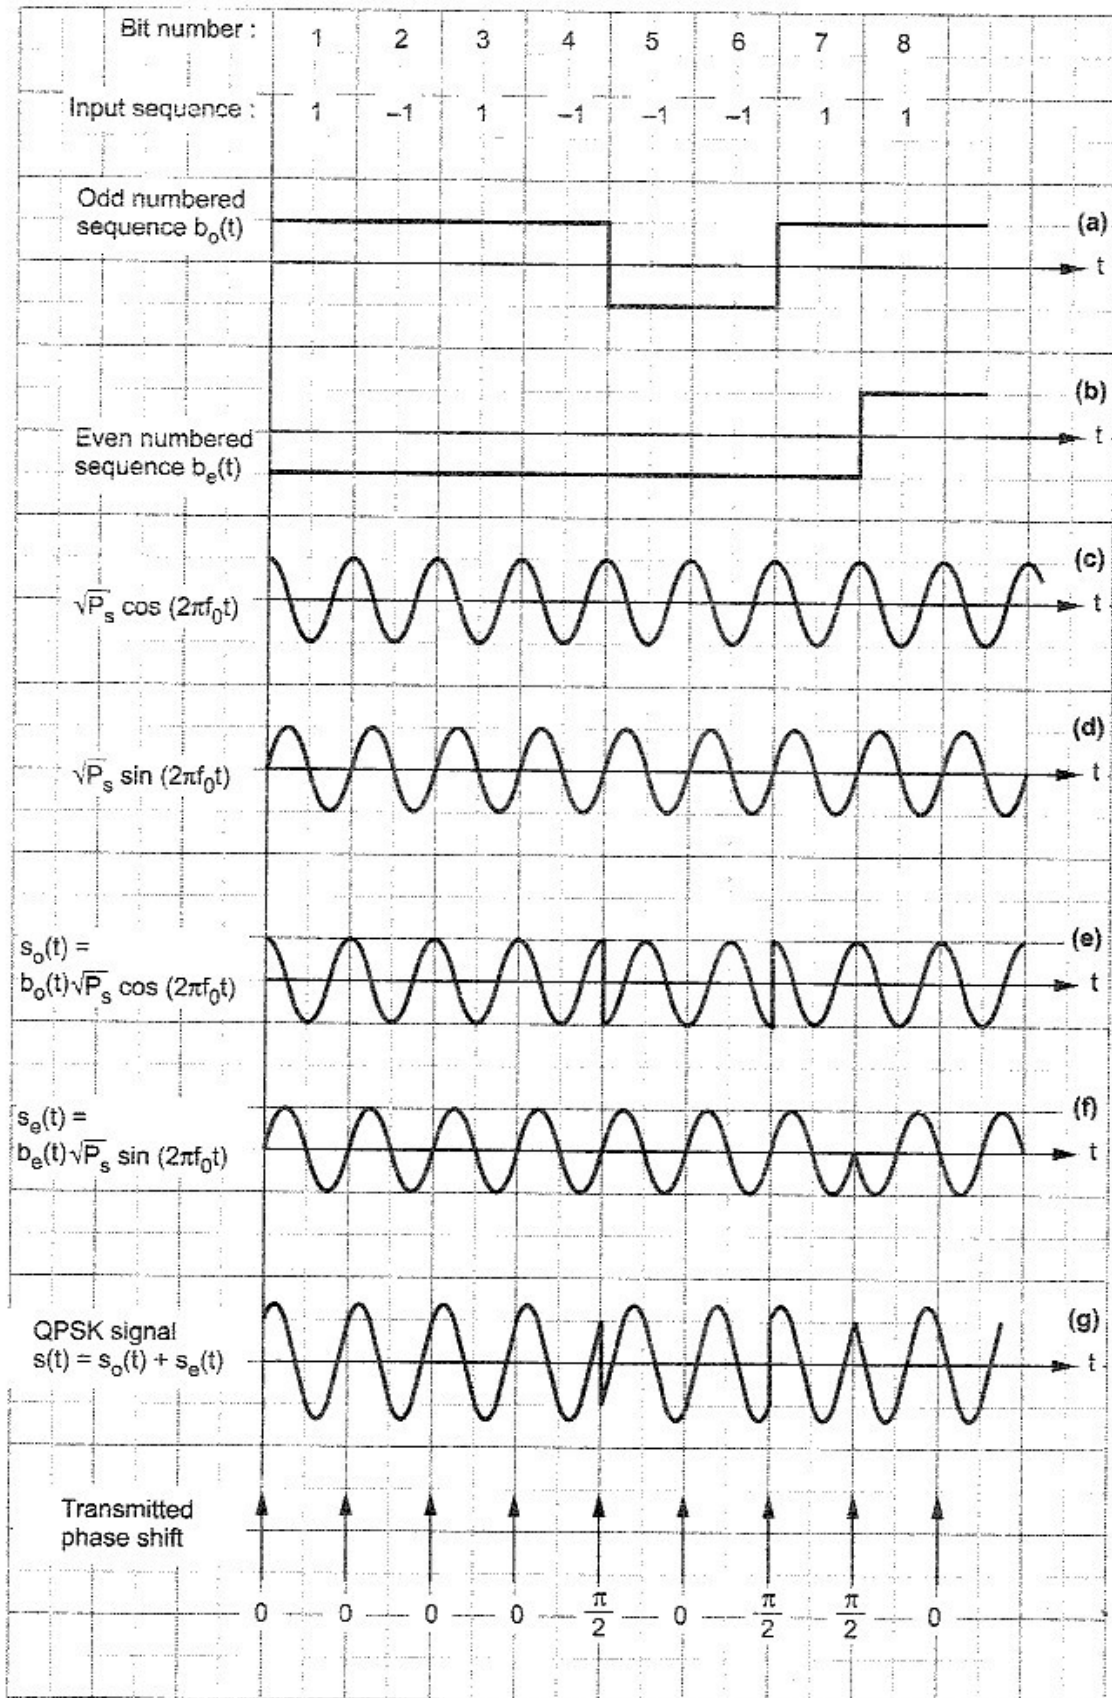 Bit number : 1 2 3 4 5 6 7 8
Input sequence : 1 –1 1 –1 –1 –1 1 1
Odd numbered
sequence b_o(t)
(a)
t
(b)
Even numbered
sequence b_e(t)
t
(c)
√P_s cos (2πf_0t)
t
(d)
√P_s sin (2πf_0t)
t
s_o(t) =
(e)
b_o(t)√P_s cos (2πf_0t)
t
s_e(t) =
(f)
b_e(t)√P_s sin (2πf_0t)
t
QPSK signal
(g)
s(t) = s_o(t) + s_e(t)
t
Transmitted
phase shift
0 0 0 0 π/2 0 π/2 π/2 0